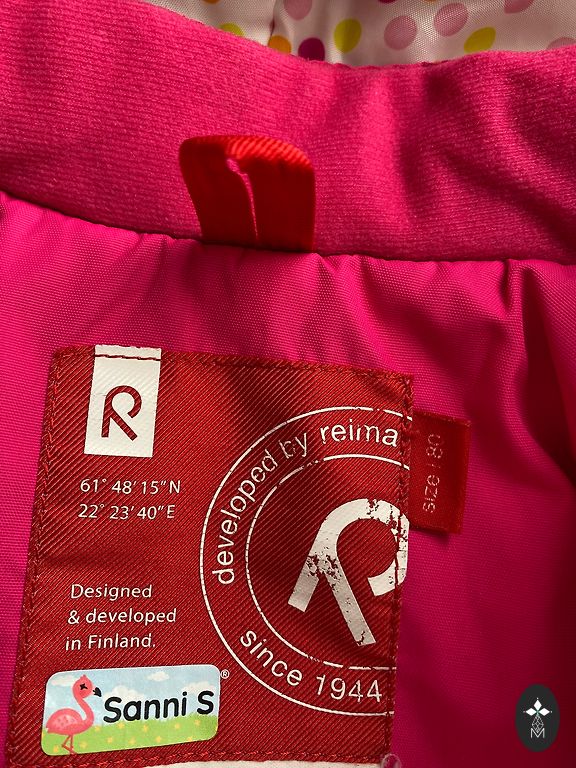 R
61° 48' 15" N
22° 23' 40" E
developed by reima
R
since 1944
Designed
& developed
in Finland.
Sanni S
®
SIZE : 80
M